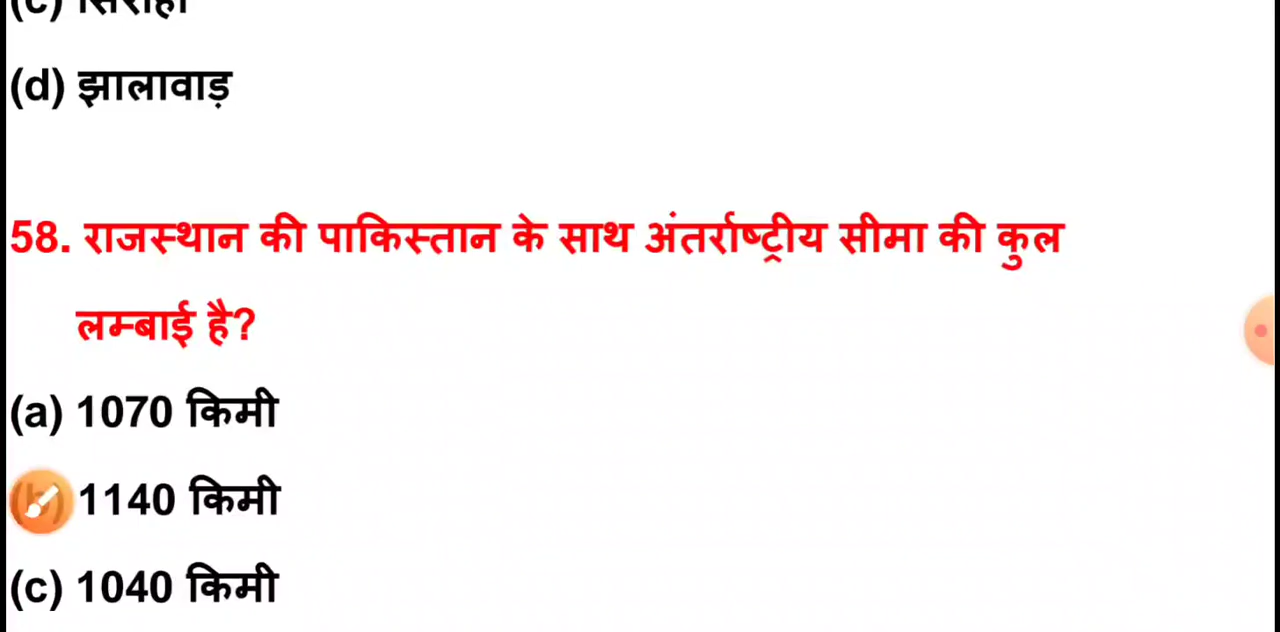 (d) झालावाड़
58. राजस्थान की पाकिस्तान के साथ अंतर्राष्ट्रीय सीमा की कुल
लम्बाई है?
(a) 1070 किमी
1140 किमी
(c) 1040 किमी